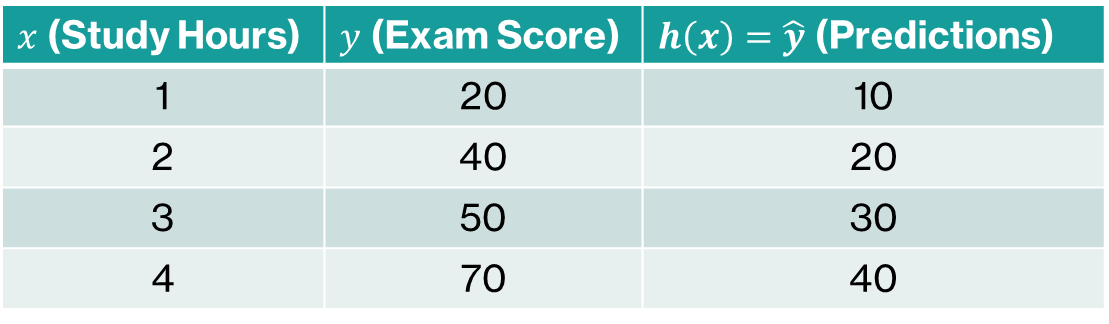 x (Study Hours) y (Exam Score) h(x) = ŷ (Predictions)
1 20 10
2 40 20
3 50 30
4 70 40